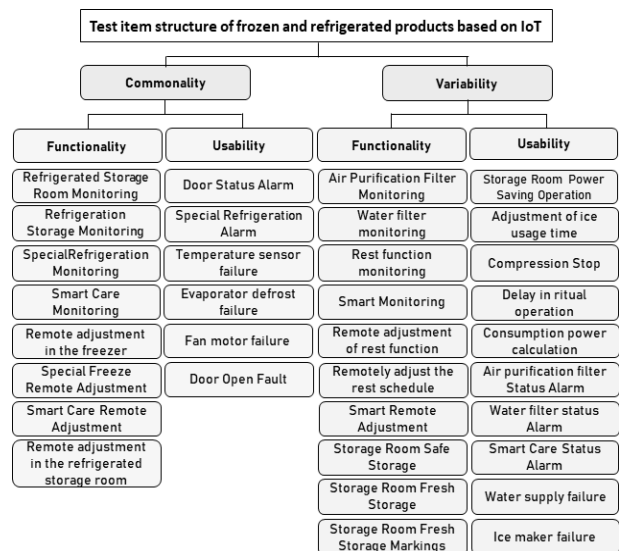 Test item structure of frozen and refrigerated products based on IoT
Commonality
Variability
Functionality
Usability
Functionality
Usability
Refrigerated Storage
Room Monitoring
Refrigeration
Storage Monitoring
SpecialRefrigeration
Monitoring
Smart Care
Monitoring
Remote adjustment
in the freezer
Special Freeze
Remote Adjustment
Smart Care Remote
Adjustment
Remote adjustment
in the refrigerated
storage room
Door Status Alarm
Special Refrigeration
Alarm
Temperature sensor
failure
Evaporator defrost
failure
Fan motor failure
Door Open Fault
Air Purification Filter
Monitoring
Water filter
monitoring
Rest function
monitoring
Smart Monitoring
Remote adjustment
of rest function
Remotely adjust the
rest schedule
Smart Remote
Adjustment
Storage Room Safe
Storage
Storage Room Fresh
Storage
Storage Room Fresh
Storage Markings
Storage Room Power
Saving Operation
Adjustment of ice
usage time
Compression Stop
Delay in ritual
operation
Consumption power
calculation
Air purification filter
Status Alarm
Water filter status
Alarm
Smart Care Status
Alarm
Water supply failure
Ice maker failure